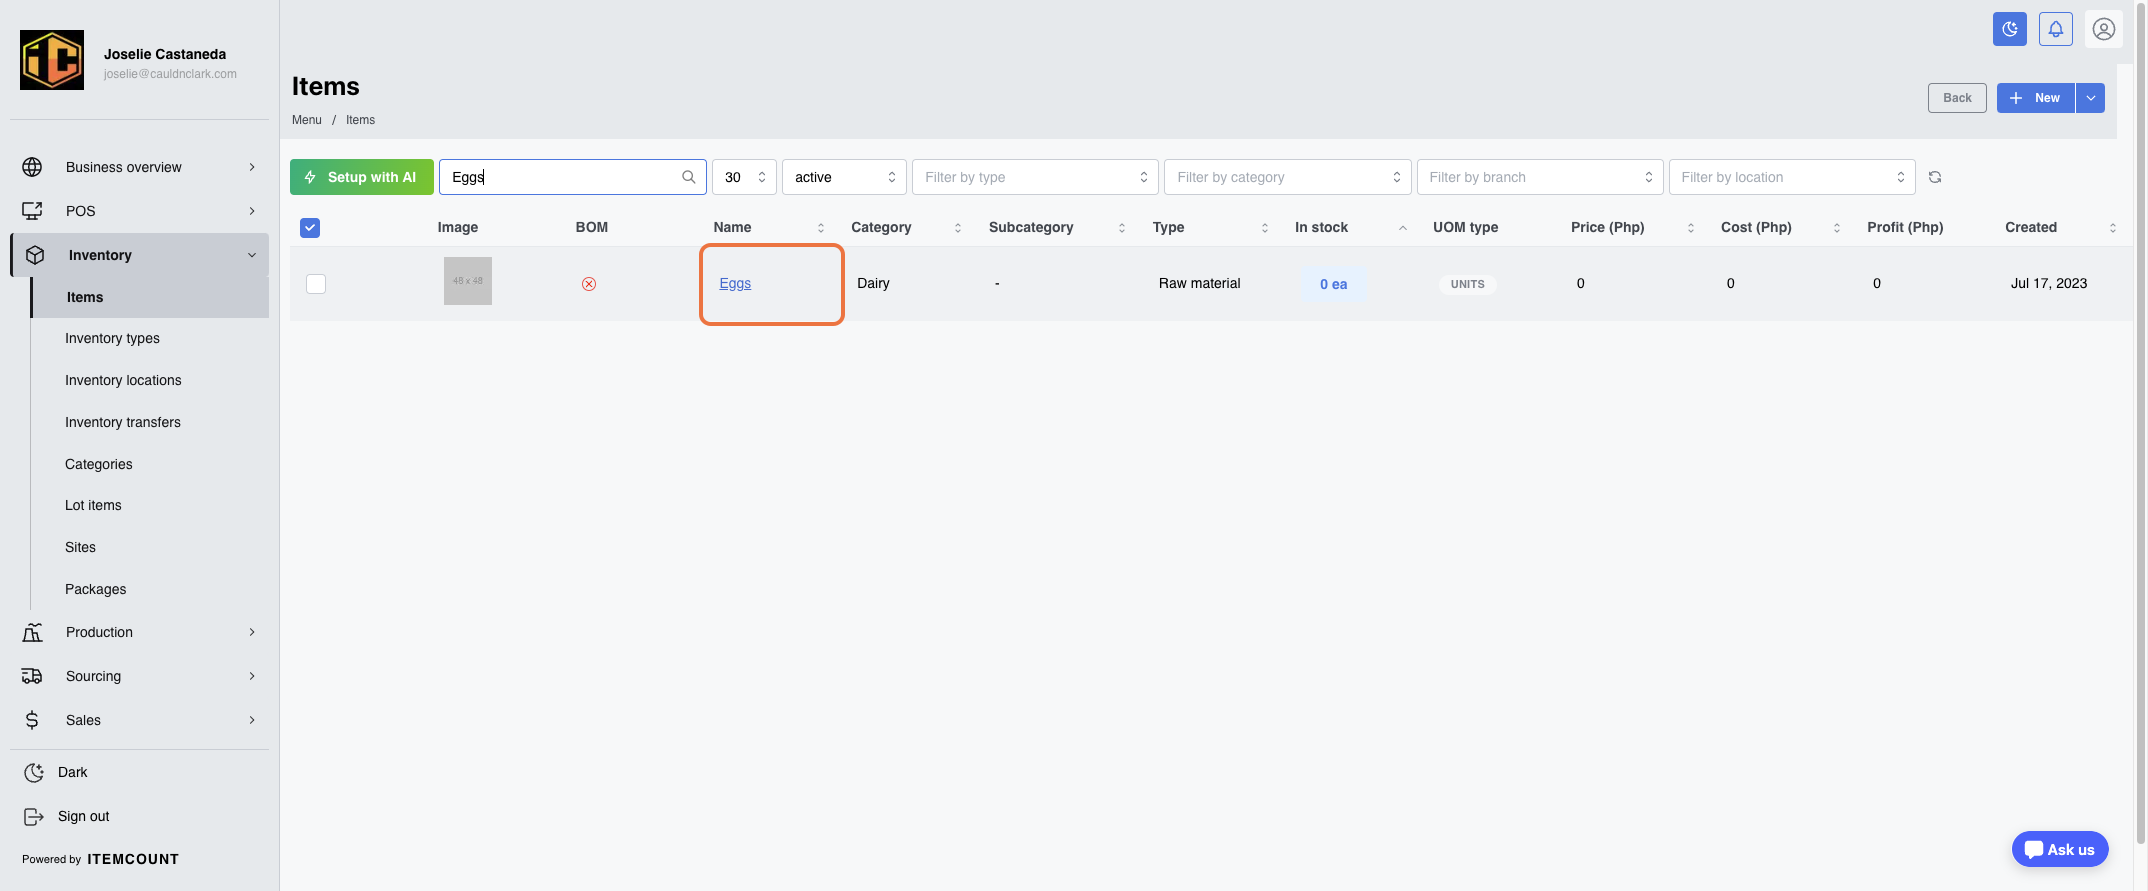 Joselie Castaneda
joselie@cauldnclark.com
Business overview
POS
Inventory
Items
Inventory types
Inventory locations
Inventory transfers
Categories
Lot items
Sites
Packages
Production
Sourcing
Sales
Dark
Sign out
Powered by ITEMCOUNT
Items
Menu / Items
Back
New
Setup with AI
Eggs
30
active
Filter by type
Filter by category
Filter by branch
Filter by location
Image BOM Name Category Subcategory Type In stock UOM type Price (Php) Cost (Php) Profit (Php) Created
48 x 48 Eggs Dairy - Raw material 0 ea UNITS 0 0 0 Jul 17, 2023
Ask us